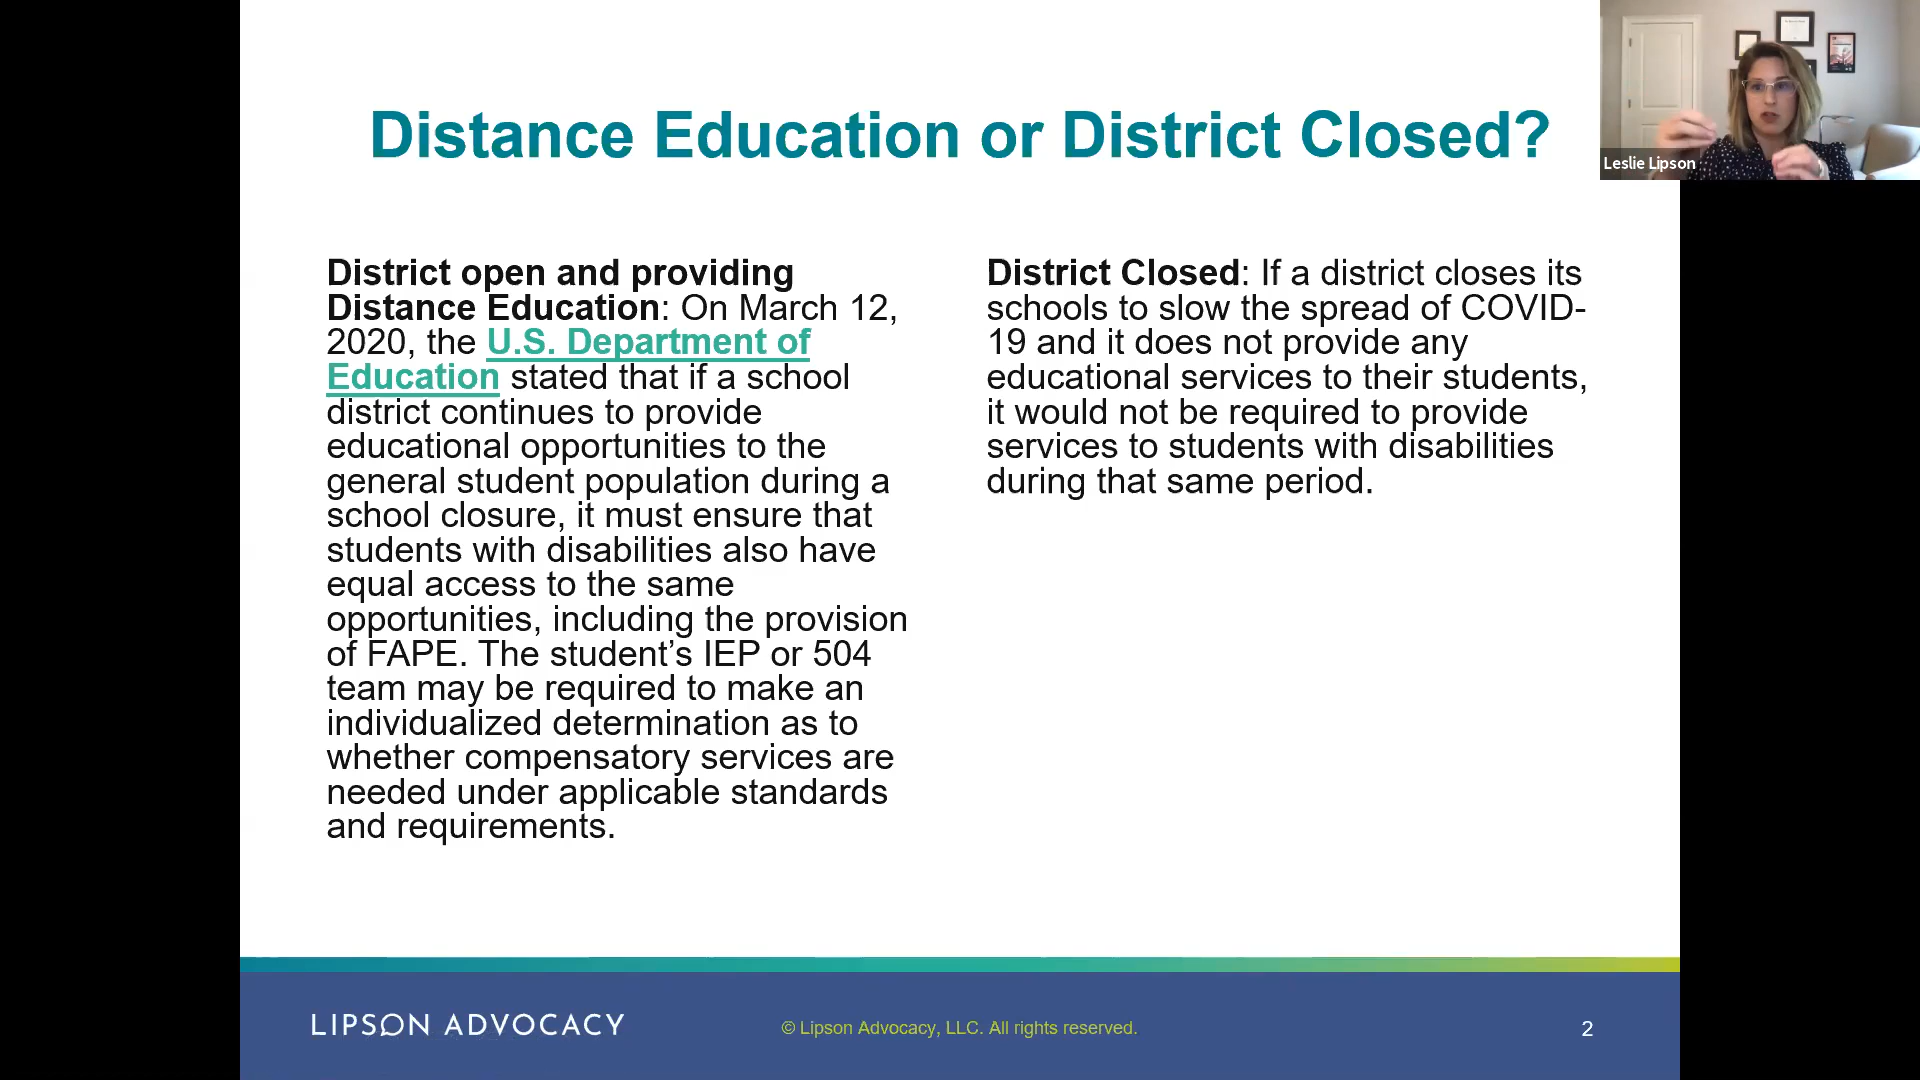 Distance Education or District Closed?
Leslie Lipson
District open and providing
Distance Education: On March 12,
2020, the U.S. Department of
Education stated that if a school
district continues to provide
educational opportunities to the
general student population during a
school closure, it must ensure that
students with disabilities also have
equal access to the same
opportunities, including the provision
of FAPE. The student’s IEP or 504
team may be required to make an
individualized determination as to
whether compensatory services are
needed under applicable standards
and requirements.
District Closed: If a district closes its
schools to slow the spread of COVID-
19 and it does not provide any
educational services to their students,
it would not be required to provide
services to students with disabilities
during that same period.
LIPSON ADVOCACY
© Lipson Advocacy, LLC. All rights reserved.
2